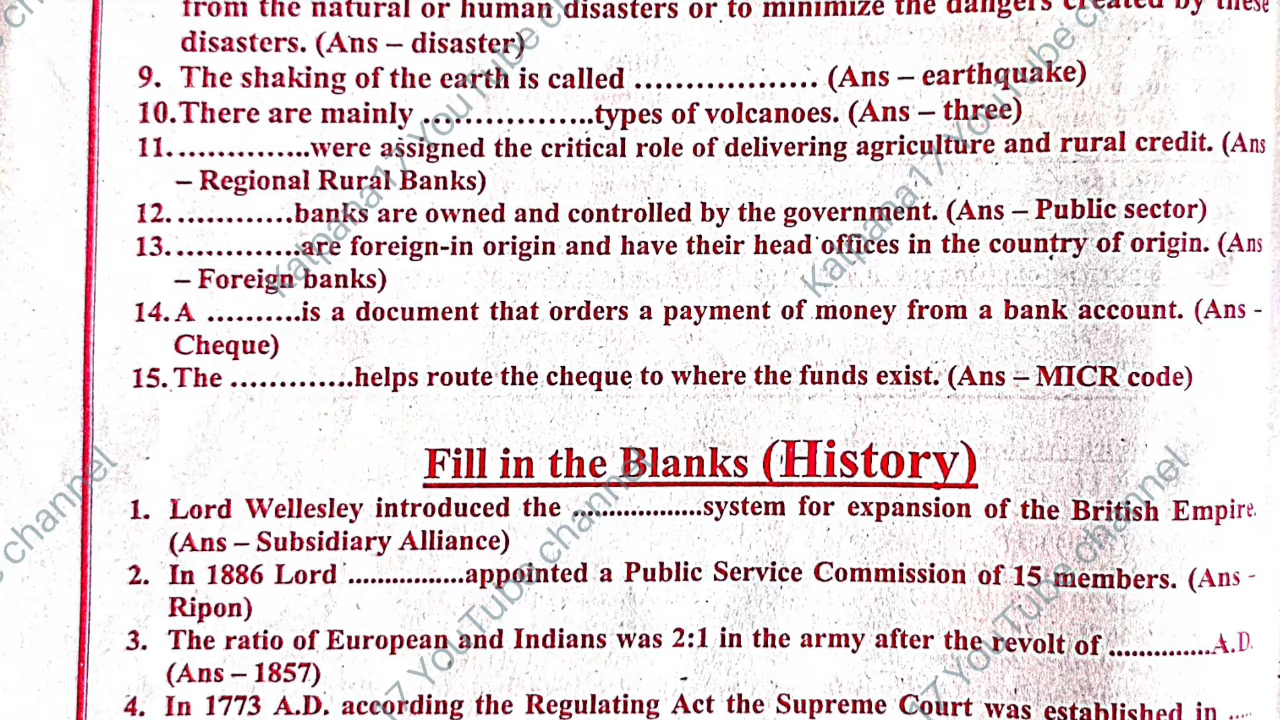 from the natural or human disasters or to minimize the dangers created by these
disasters. (Ans – disaster)
9. The shaking of the earth is called .................. (Ans – earthquake)
10.There are mainly .................types of volcanoes. (Ans – three)
11...............were assigned the critical role of delivering agriculture and rural credit. (Ans
– Regional Rural Banks)
12.............banks are owned and controlled by the government. (Ans – Public sector)
13..............are foreign-in origin and have their head offices in the country of origin. (Ans
– Foreign banks)
14.A ..........is a document that orders a payment of money from a bank account. (Ans -
Cheque)
15.The .............helps route the cheque to where the funds exist. (Ans – MICR code)
Fill in the Blanks (History)
1. Lord Wellesley introduced the .................system for expansion of the British Empire.
(Ans – Subsidiary Alliance)
2. In 1886 Lord ................appointed a Public Service Commission of 15 members. (Ans -
Ripon)
3. The ratio of European and Indians was 2:1 in the army after the revolt of ..............A.D.
(Ans – 1857)
4. In 1773 A.D. according the Regulating Act the Supreme Court was established in .....
Kalpana17 YouTube channel